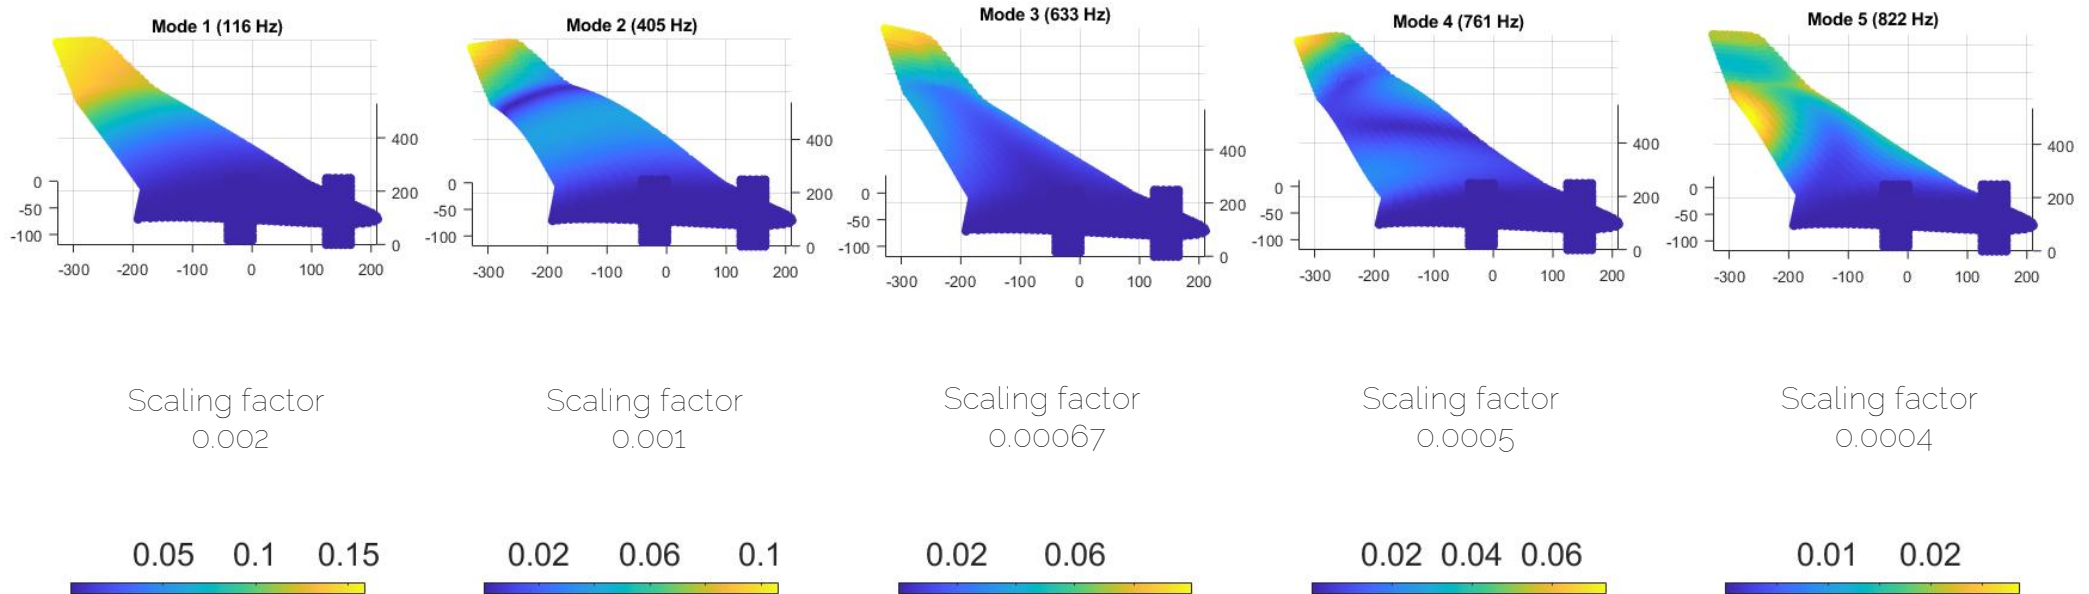 Mode 1 (116 Hz)
0
-50
-100
400
200
0
-300 -200 -100 0 100 200
Mode 2 (405 Hz)
0
-50
-100
400
200
0
-300 -200 -100 0 100 200
Mode 3 (633 Hz)
0
-50
-100
400
200
0
-300 -200 -100 0 100 200
Mode 4 (761 Hz)
0
-50
-100
400
200
0
-300 -200 -100 0 100 200
Mode 5 (822 Hz)
0
-50
-100
400
200
0
-300 -200 -100 0 100 200
Scaling factor
0.002
Scaling factor
0.001
Scaling factor
0.00067
Scaling factor
0.0005
Scaling factor
0.0004
0.05 0.1 0.15
0.02 0.06 0.1
0.02 0.06
0.02 0.04 0.06
0.01 0.02